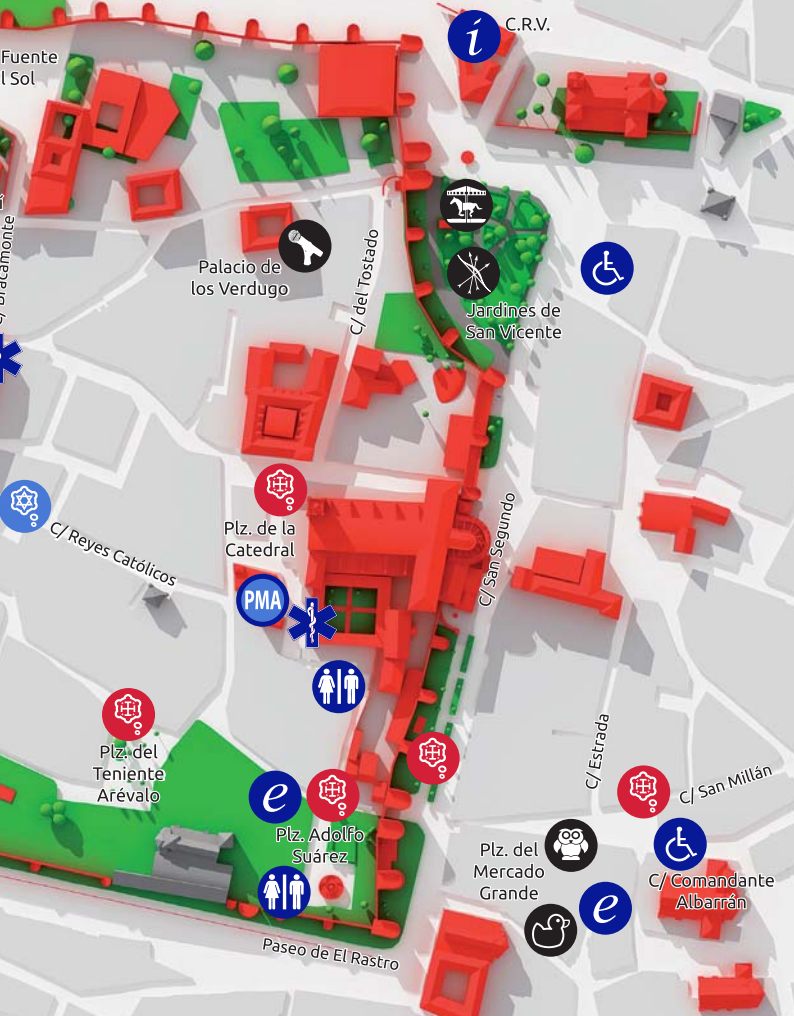 i
C.R.V.
Fuente
l Sol
C/ Bracamonte
Palacio de
los Verdugo
C/ del Tostado
Jardines de
San Vicente
C/ Reyes Católicos
Plz. de la
Catedral
C/ San Segundo
PMA
Plz. del
Teniente
Arévalo
e
Plz. Adolfo
Suárez
C/ Estrada
C/ San Millán
Plz. del
Mercado
Grande
e
C/ Comandante
Albarrán
Paseo de El Rastro